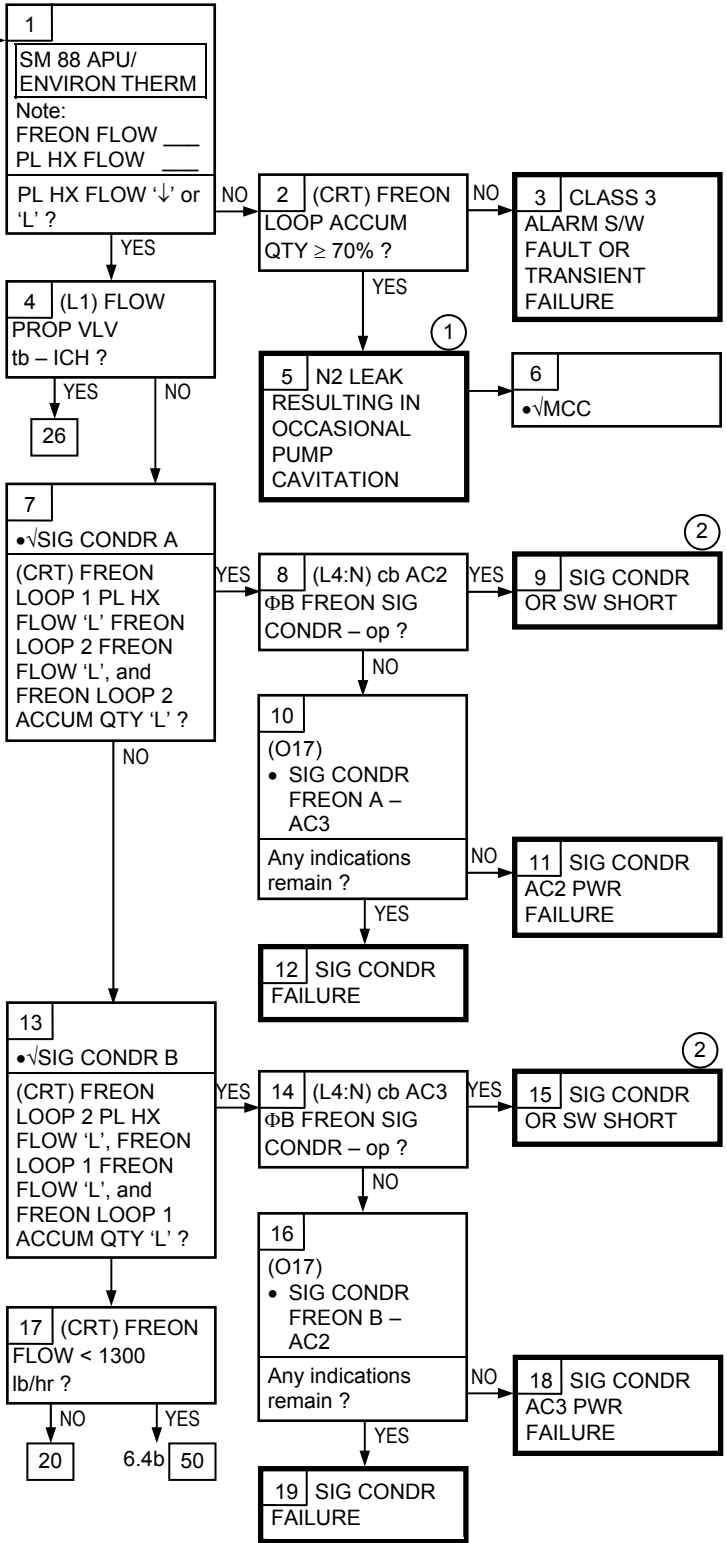 1
SM 88 APU/
ENVIRON THERM
Note:
FREON FLOW ___
PL HX FLOW ___
PL HX FLOW ‘↓’ or
‘L’ ?
NO
YES
2 (CRT) FREON
LOOP ACCUM
QTY ≥ 70% ?
NO
YES
3 CLASS 3
ALARM S/W
FAULT OR
TRANSIENT
FAILURE
4 (L1) FLOW
PROP VLV
tb – ICH ?
YES
NO
26
1
5 N2 LEAK
RESULTING IN
OCCASIONAL
PUMP
CAVITATION
6
•√MCC
7
•√SIG CONDR A
(CRT) FREON
LOOP 1 PL HX
FLOW ‘L’ FREON
LOOP 2 FREON
FLOW ‘L’, and
FREON LOOP 2
ACCUM QTY ‘L’ ?
YES
NO
8 (L4:N) cb AC2
ΦB FREON SIG
CONDR – op ?
YES
NO
2
9 SIG CONDR
OR SW SHORT
10
(O17)
• SIG CONDR
FREON A –
AC3
Any indications
remain ?
NO
YES
11 SIG CONDR
AC2 PWR
FAILURE
12 SIG CONDR
FAILURE
13
•√SIG CONDR B
(CRT) FREON
LOOP 2 PL HX
FLOW ‘L’, FREON
LOOP 1 FREON
FLOW ‘L’, and
FREON LOOP 1
ACCUM QTY ‘L’ ?
YES
NO
14 (L4:N) cb AC3
ΦB FREON SIG
CONDR – op ?
YES
NO
2
15 SIG CONDR
OR SW SHORT
16
(O17)
• SIG CONDR
FREON B –
AC2
Any indications
remain ?
NO
YES
17 (CRT) FREON
FLOW < 1300
lb/hr ?
NO
YES
20
6.4b 50
18 SIG CONDR
AC3 PWR
FAILURE
19 SIG CONDR
FAILURE